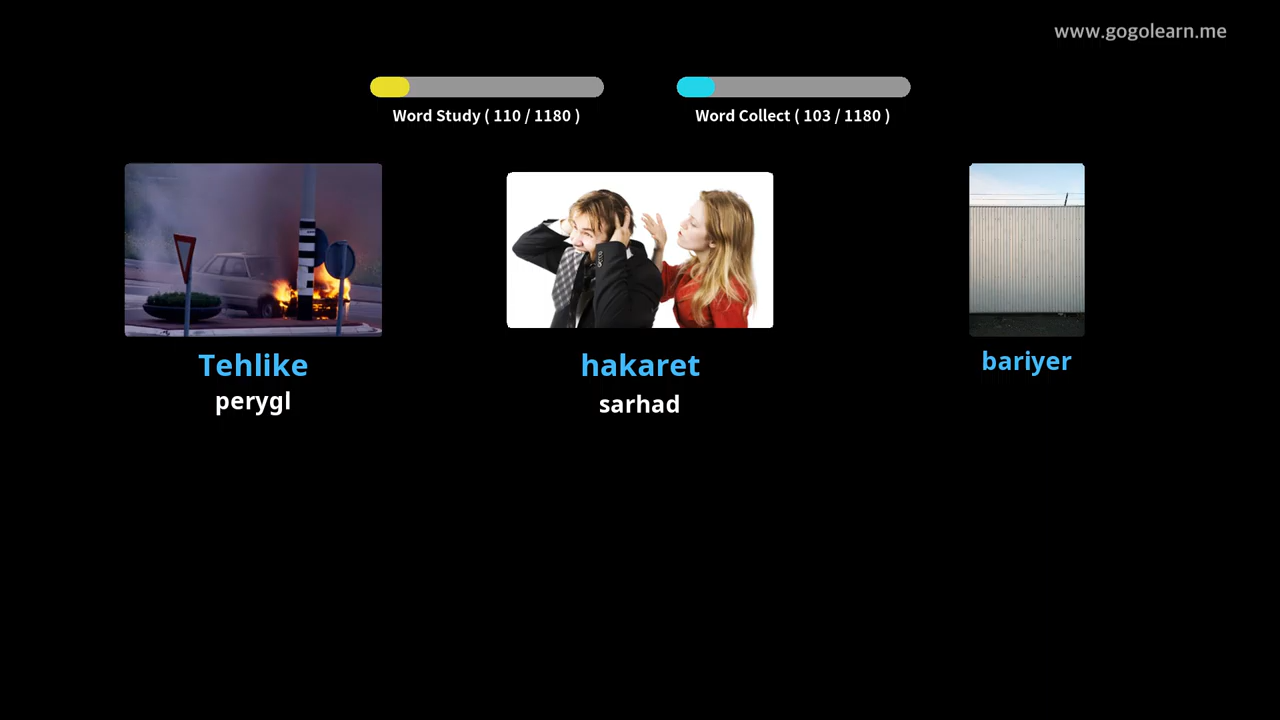 www.gogolearn.me
Word Study ( 110 / 1180 )
Word Collect ( 103 / 1180 )
Tehlike
perygl
hakaret
sarhad
bariyer